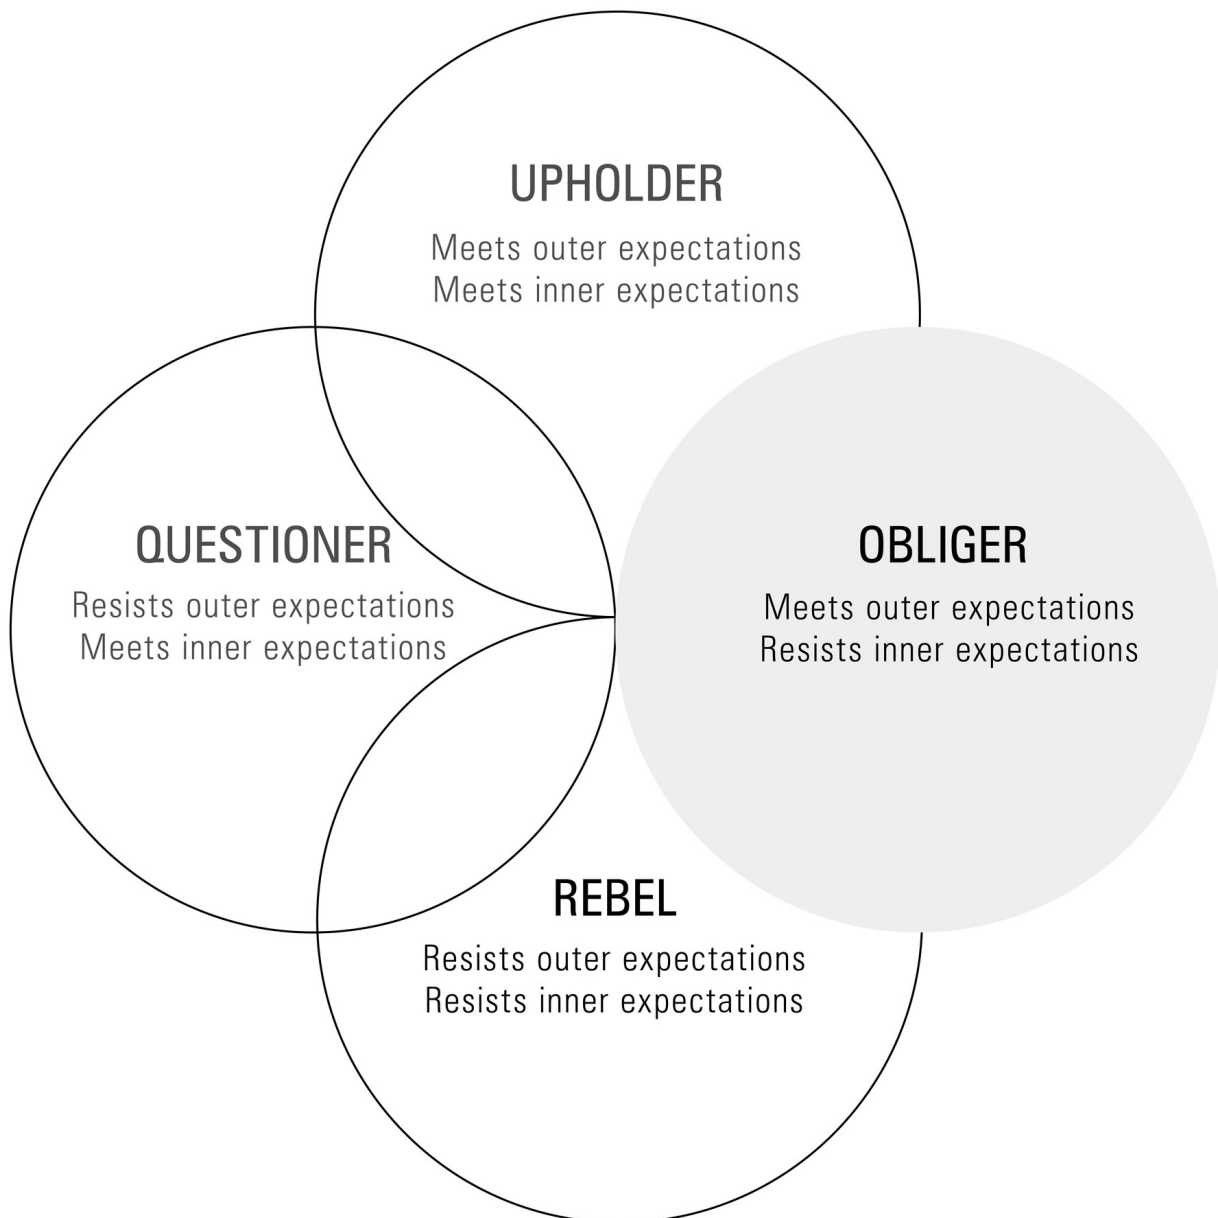 UPHOLDER
Meets outer expectations
Meets inner expectations
QUESTIONER
Resists outer expectations
Meets inner expectations
OBLIGER
Meets outer expectations
Resists inner expectations
REBEL
Resists outer expectations
Resists inner expectations